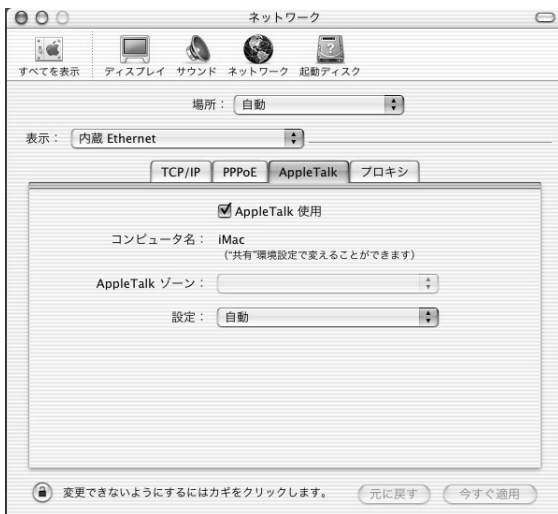 ネットワーク
すべてを表示 ディスプレイ サウンド ネットワーク 起動ディスク
場所： 自動
表示： 内蔵 Ethernet
TCP/IP PPPoE AppleTalk プロキシ
AppleTalk 使用
コンピュータ名： iMac
（“共有”環境設定で変えることができます）
AppleTalk ゾーン：
設定： 自動
変更できないようにするにはカギをクリックします。 元に戻す 今すぐ適用